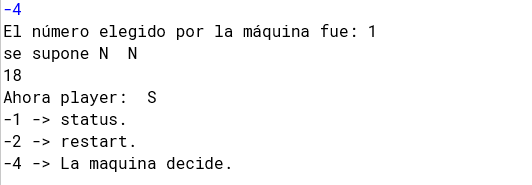 -4
El número elegido por la máquina fue: 1
se supone N  N
18
Ahora player:  S
-1 -> status.
-2 -> restart.
-4 -> La maquina decide.